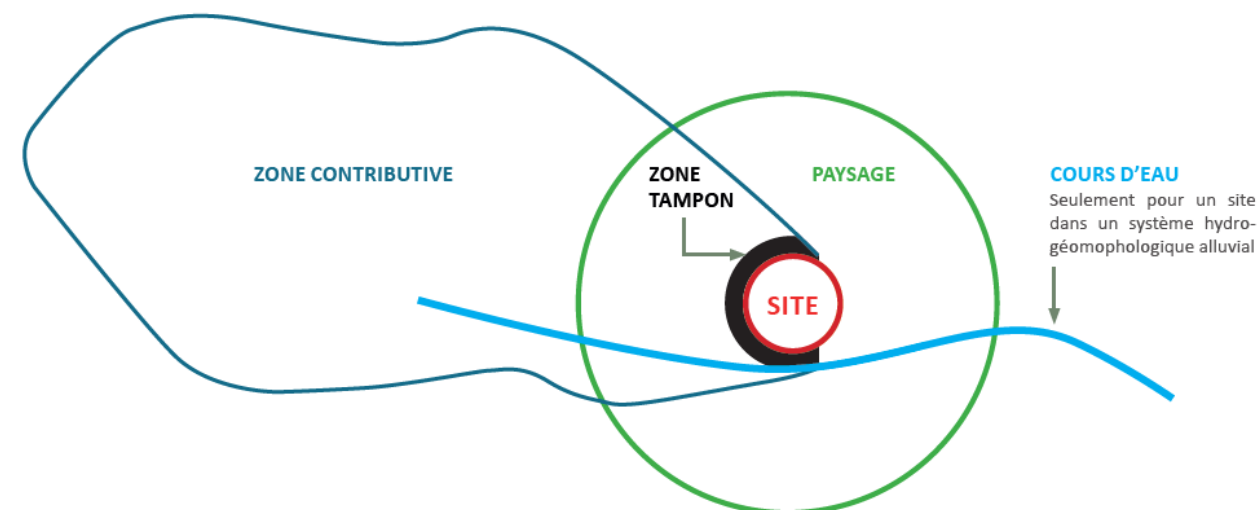 ZONE CONTRIBUTIVE
ZONE
TAMPON
PAYSAGE
COURS D’EAU
Seulement pour un site
dans un système hydro-
géomophologique alluvial
SITE